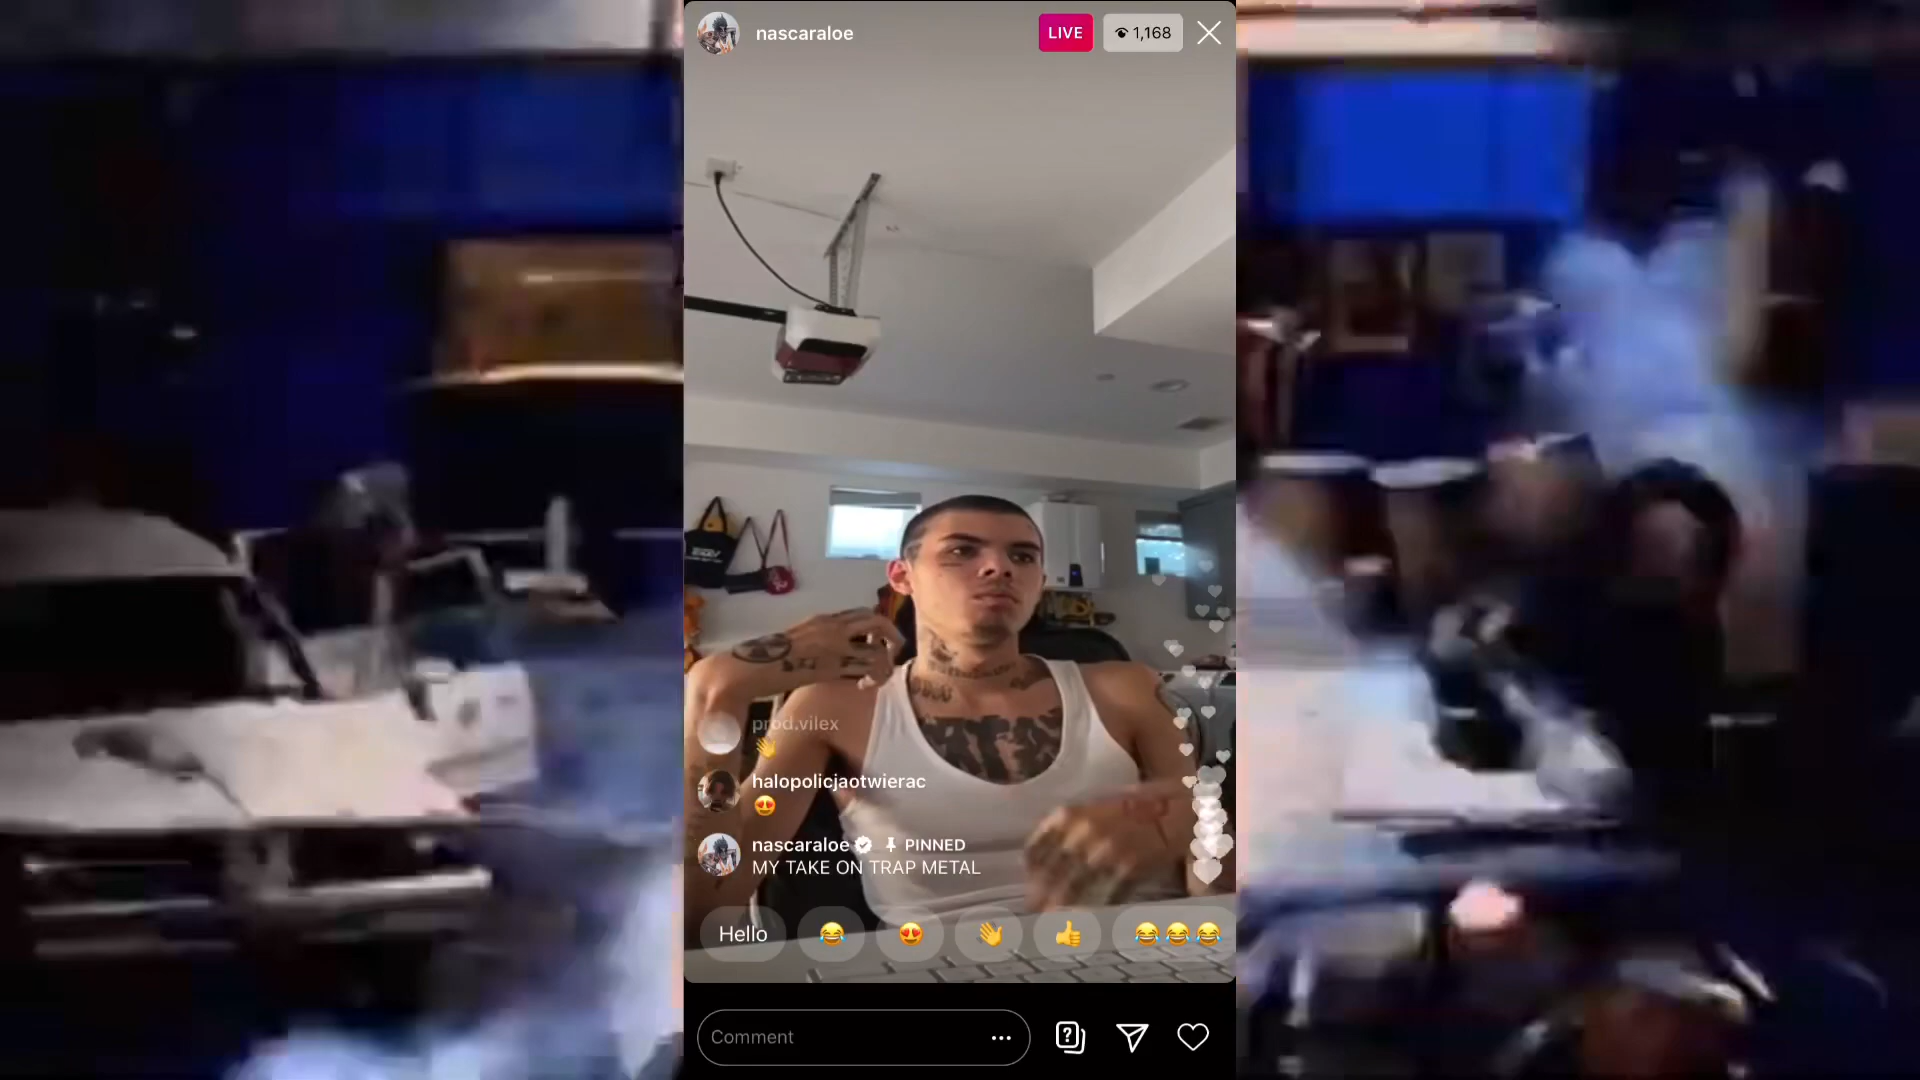 nascaraloe
LIVE
1,168
prod.vilex
halopolicjaotwierac
nascaraloe PINNED
MY TAKE ON TRAP METAL
Hello
Comment